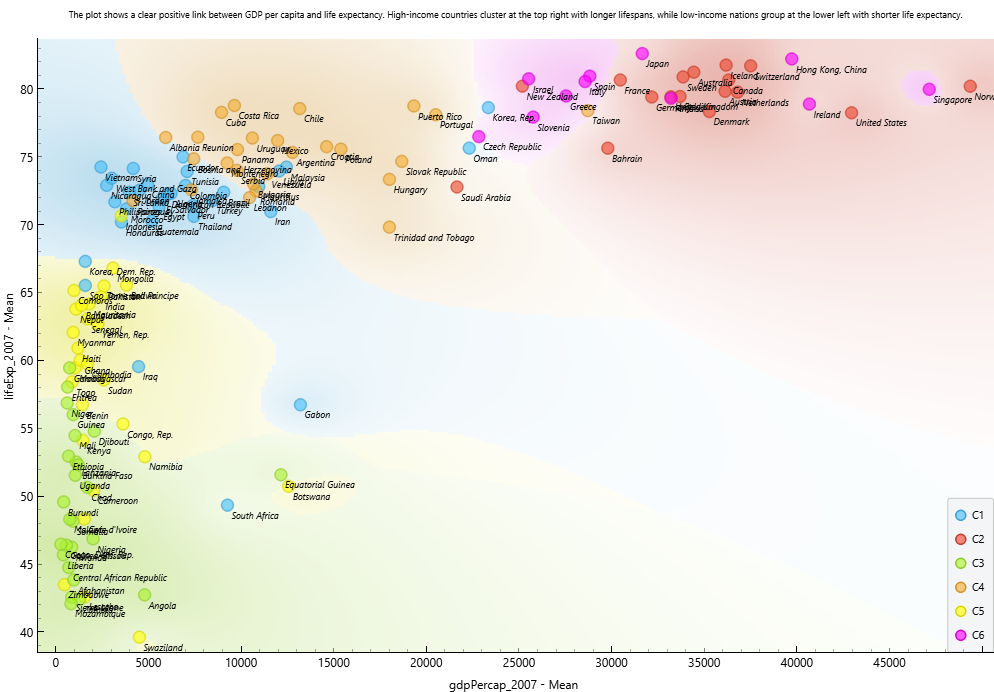 The plot shows a clear positive link between GDP per capita and life expectancy. High-income countries cluster at the top right with longer lifespans, while low-income nations group at the lower left with shorter life expectancy.
lifeExp_2007 - Mean
80
75
70
65
60
55
50
45
40
Japan
Hong Kong, China
Iceland
Switzerland
Australia
Israel
Spain
France
Sweden
Canada
Italy
New Zealand
Singapore
Norw
Netherlands
Ireland
Denmark
United States
Costa Rica
Cuba
Chile
Puerto Rico
Portugal
Korea, Rep.
Taiwan
Slovenia
Albania
Reunion
Uruguay
Mexico
Czech Republic
Croatia
Poland
Oman
Bahrain
Panama
Argentina
Ecuador
Bosnia and Herzegovina
Slovak Republic
Malaysia
Vietnam
Syria
Tunisia
Serbia
Venezuela
Hungary
Saudi Arabia
West Bank and Gaza
Nicaragua
China
Colombia
Bulgaria
Romania
Lebanon
Brazil
Turkey
Iran
Peru
Egypt
Morocco
Thailand
Indonesia
Honduras
Guatemala
Trinidad and Tobago
Korea, Dem. Rep.
Mongolia
Comoros
India
Bangladesh
Nepal
Senegal
Yemen, Rep.
Myanmar
Haiti
Ghana
Cambodia
Iraq
Sudan
Togo
Eritrea
Gabon
Niger
Benin
Guinea
Congo, Rep.
Djibouti
Mali
Kenya
Namibia
Ethiopia
Tanzania
Burkina Faso
Uganda
Equatorial Guinea
Chad
Botswana
Cameroon
Burundi
South Africa
Cote d'Ivoire
Somalia
Nigeria
Liberia
Central African Republic
Afghanistan
Zimbabwe
Angola
Mozambique
Swaziland
C1
C2
C3
C4
C5
C6
0 5000 10000 15000 20000 25000 30000 35000 40000 45000
gdpPercap_2007 - Mean